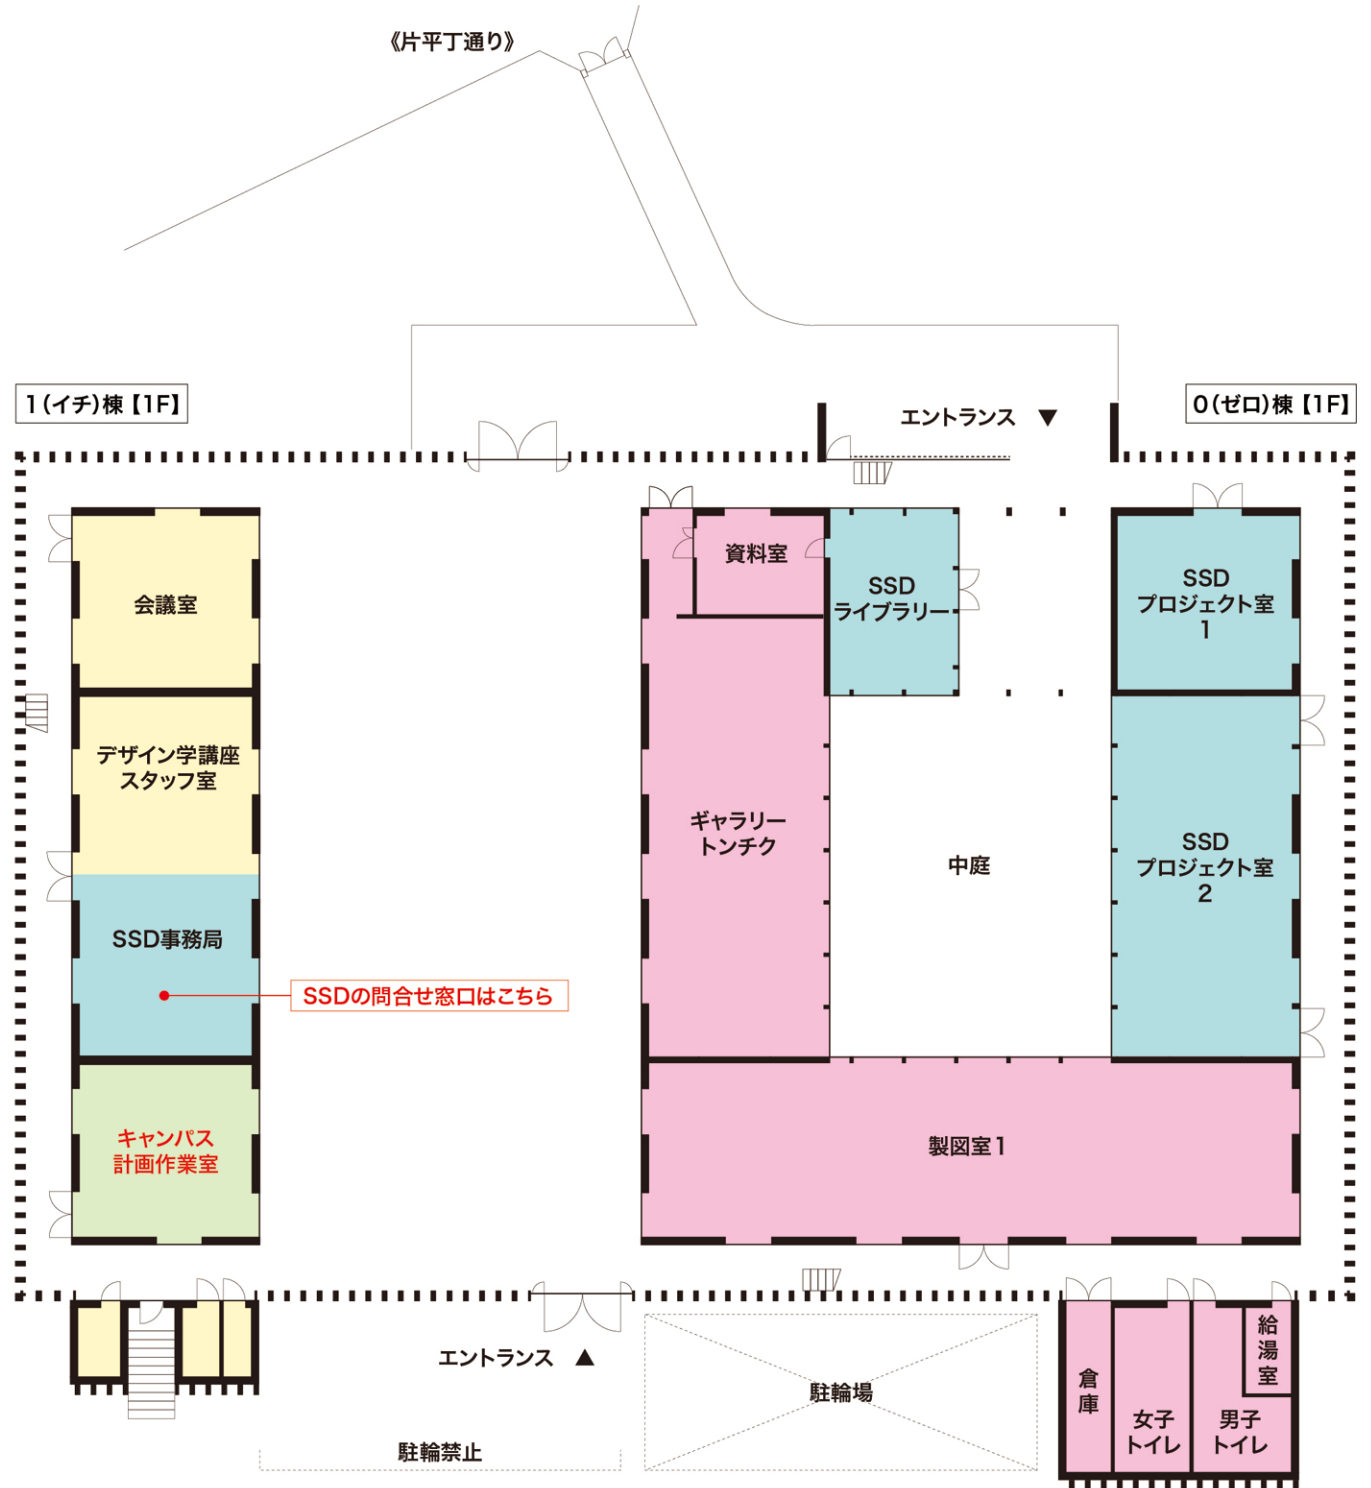 《片平丁通り》
1(イチ)棟【1F】
0(ゼロ)棟【1F】
エントランス ▼
資料室
SSD
ライブラリー
SSD
プロジェクト室
1
会議室
デザイン学講座
スタッフ室
ギャラリー
トンチク
中庭
SSD
プロジェクト室
2
SSD事務局
SSDの問合せ窓口はこちら
キャンパス
計画作業室
製図室1
エントランス ▲
駐輪場
駐輪禁止
倉庫
女子
トイレ
男子
トイレ
給湯室